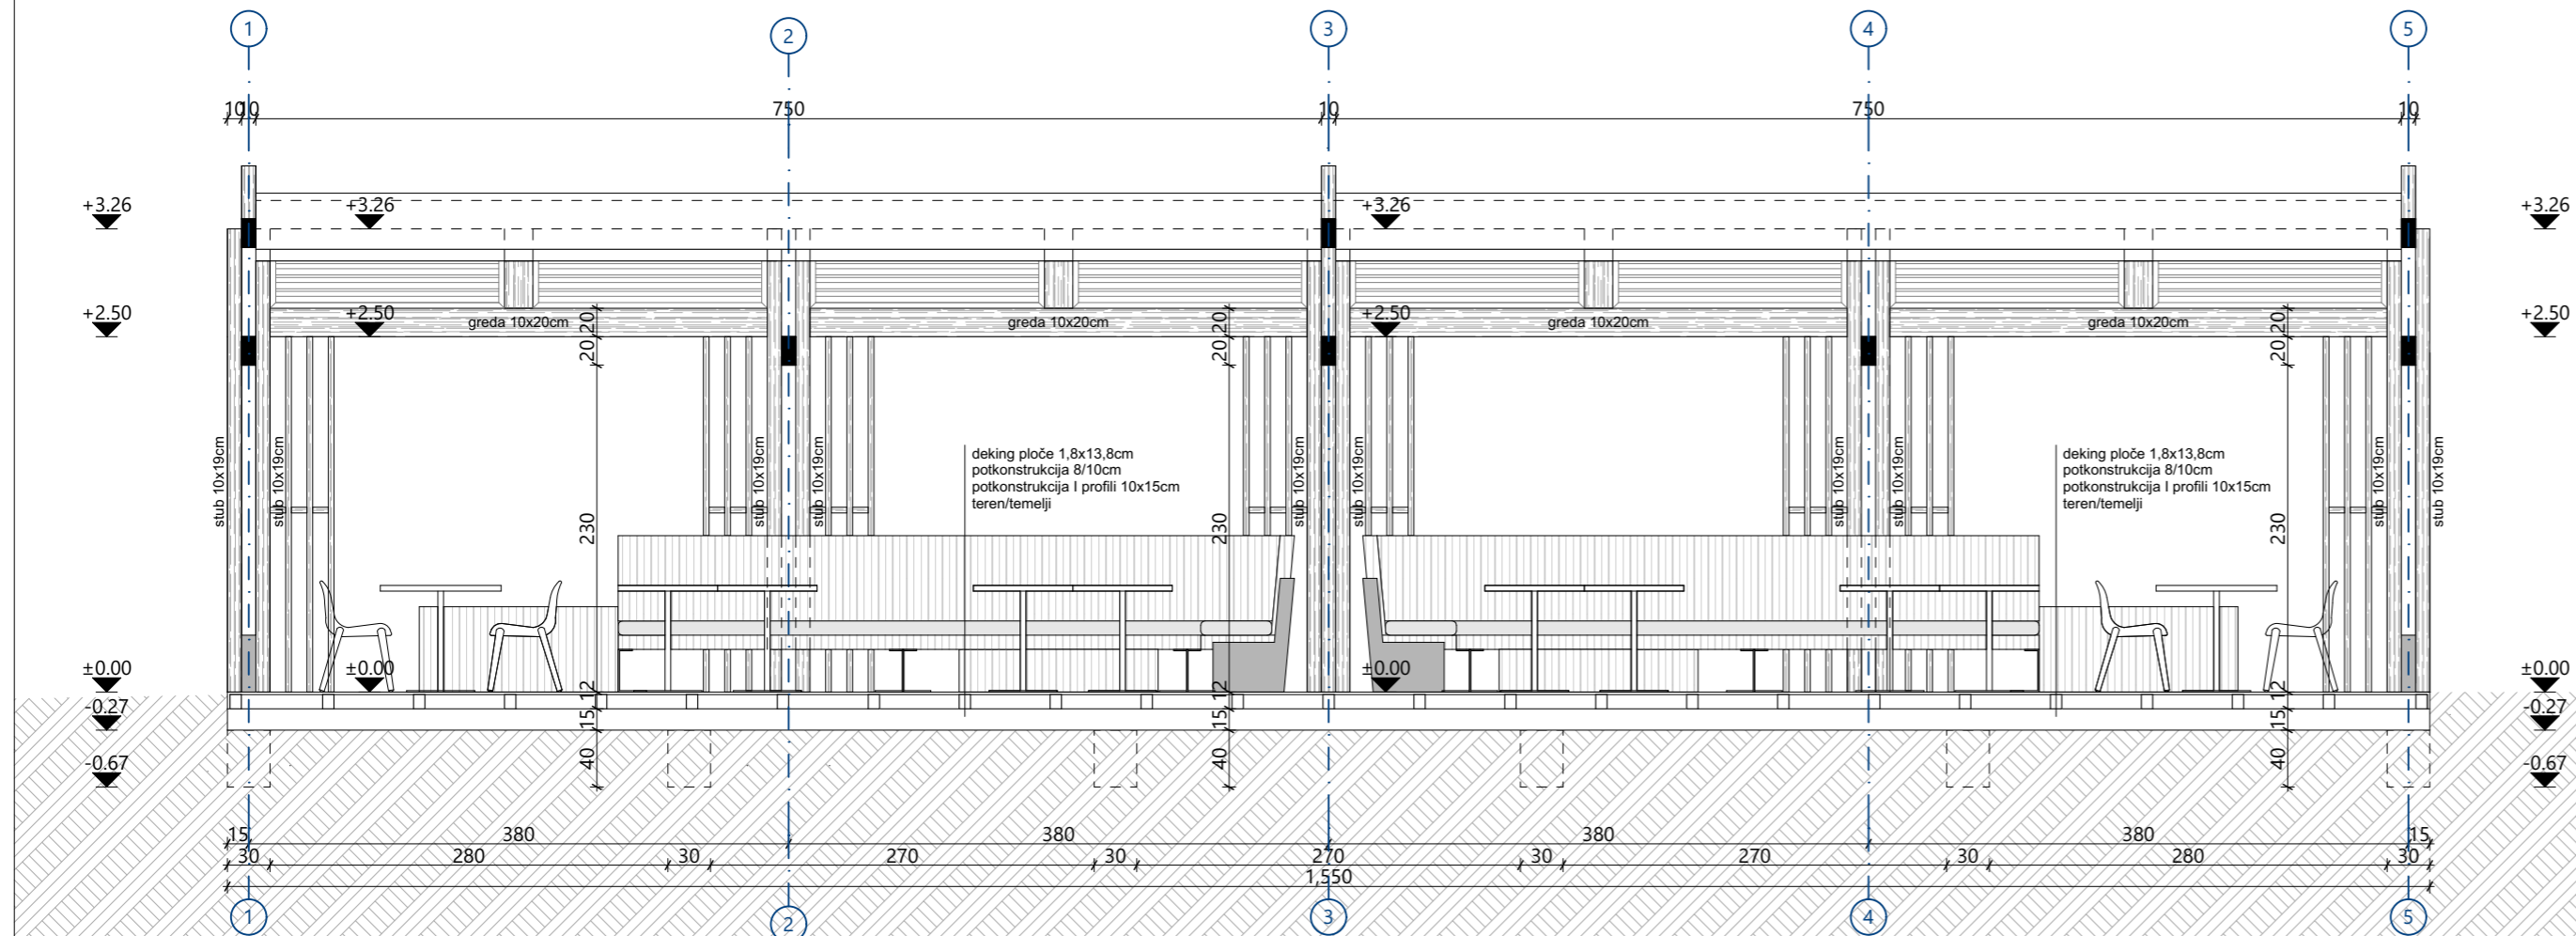 1 2 3 4 5
10 10 750 10 750 10
+3.26 +3.26 +3.26 +3.26
+2.50 +2.50 +2.50 +2.50
greda 10x20cm greda 10x20cm greda 10x20cm greda 10x20cm
20 20 20
20 20 20
stub 10x19cm stub 10x19cm stub 10x19cm stub 10x19cm stub 10x19cm stub 10x19cm stub 10x19cm stub 10x19cm stub 10x19cm stub 10x19cm
deking ploče 1,8x13,8cm
potkonstrukcija 8/10cm
potkonstrukcija I profili 10x15cm
teren/temelji
deking ploče 1,8x13,8cm
potkonstrukcija 8/10cm
potkonstrukcija I profili 10x15cm
teren/temelji
230 230 230
±0.00 ±0.00 ±0.00 ±0.00
12 12 12
-0.27 -0.27
15 15 15
40 40 40
-0.67 -0.67
15 380 380 380 380 15
30 280 30 270 30 270 30 270 30 280 30
1,550
1 2 3 4 5